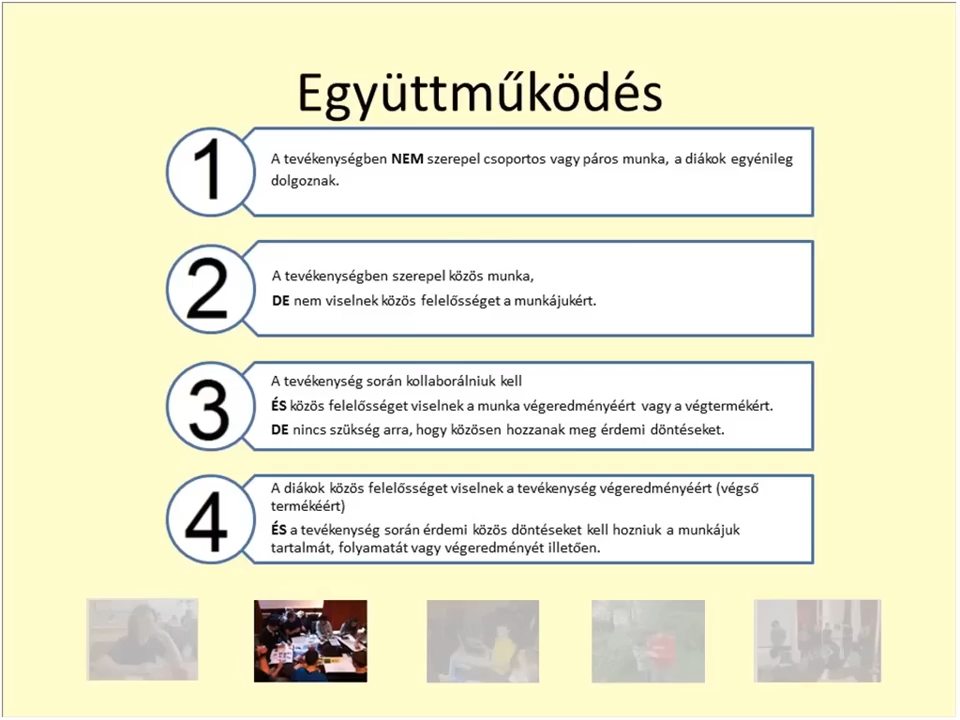 Együttműködés
1
A tevékenységben NEM szerepel csoportos vagy páros munka, a diákok egyénileg
dolgoznak.
2
A tevékenységben szerepel közös munka,
DE nem viselnek közös felelősséget a munkájukért.
3
A tevékenység során kollaborálniuk kell
ÉS közös felelősséget viselnek a munka végeredményéért vagy a végtermékért.
DE nincs szükség arra, hogy közösen hozzanak meg érdemi döntéseket.
4
A diákok közös felelősséget viselnek a tevékenység végeredményéért (végső
termékéért)
ÉS a tevékenység során érdemi közös döntéseket kell hozniuk a munkájuk
tartalmát, folyamatát vagy végeredményét illetően.